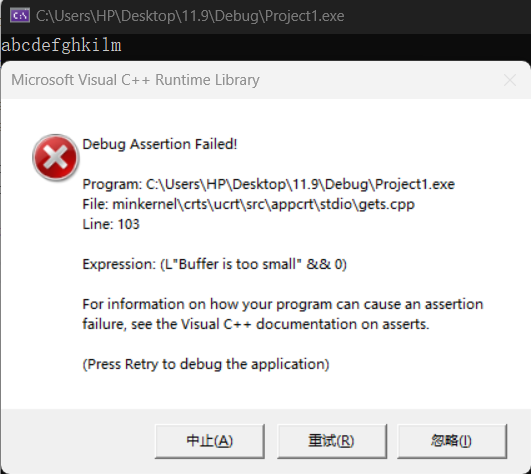 C:\Users\HP\Desktop\11.9\Debug\Project1.exe
abcdefghkilm
Microsoft Visual C++ Runtime Library
Debug Assertion Failed!
Program: C:\Users\HP\Desktop\11.9\Debug\Project1.exe
File: minkernel\crts\ucrt\src\appcrt\stdio\gets.cpp
Line: 103
Expression: (L"Buffer is too small" && 0)
For information on how your program can cause an assertion
failure, see the Visual C++ documentation on asserts.
(Press Retry to debug the application)
中止(A) 重试(R) 忽略(I)